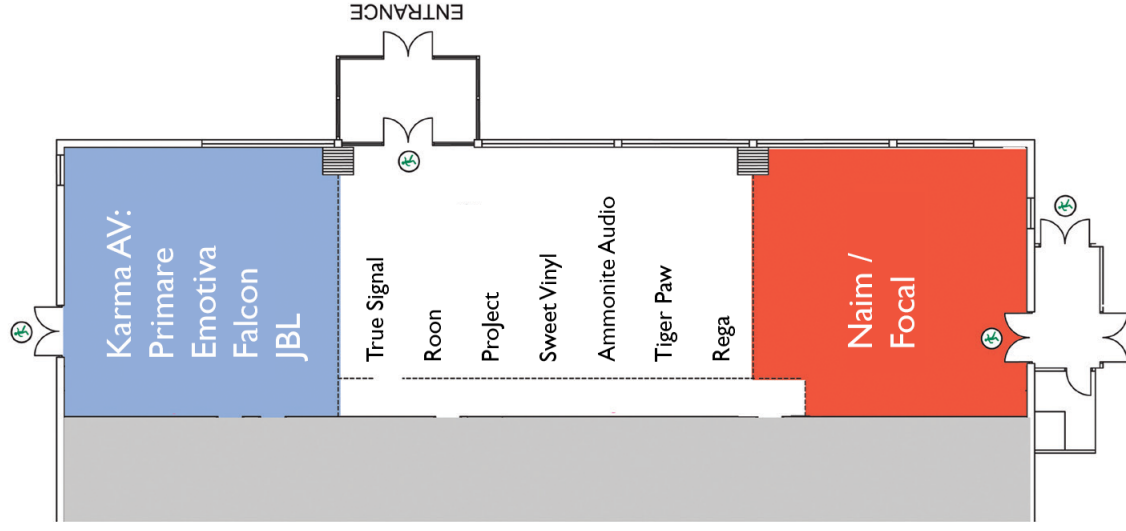 ENTRANCE
Karma AV:
Primare
Emotiva
Falcon
JBL
True Signal
Roon
ProJect
Sweet Vinyl
Ammonite Audio
Tiger Paw
Rega
Naim /
Focal